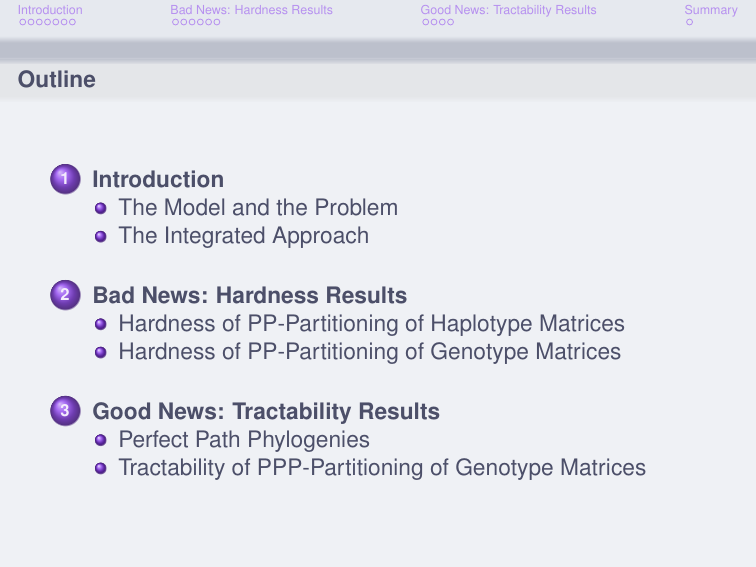 Introduction Bad News: Hardness Results Good News: Tractability Results Summary
Outline
1 Introduction
The Model and the Problem
The Integrated Approach
2 Bad News: Hardness Results
Hardness of PP-Partitioning of Haplotype Matrices
Hardness of PP-Partitioning of Genotype Matrices
3 Good News: Tractability Results
Perfect Path Phylogenies
Tractability of PPP-Partitioning of Genotype Matrices